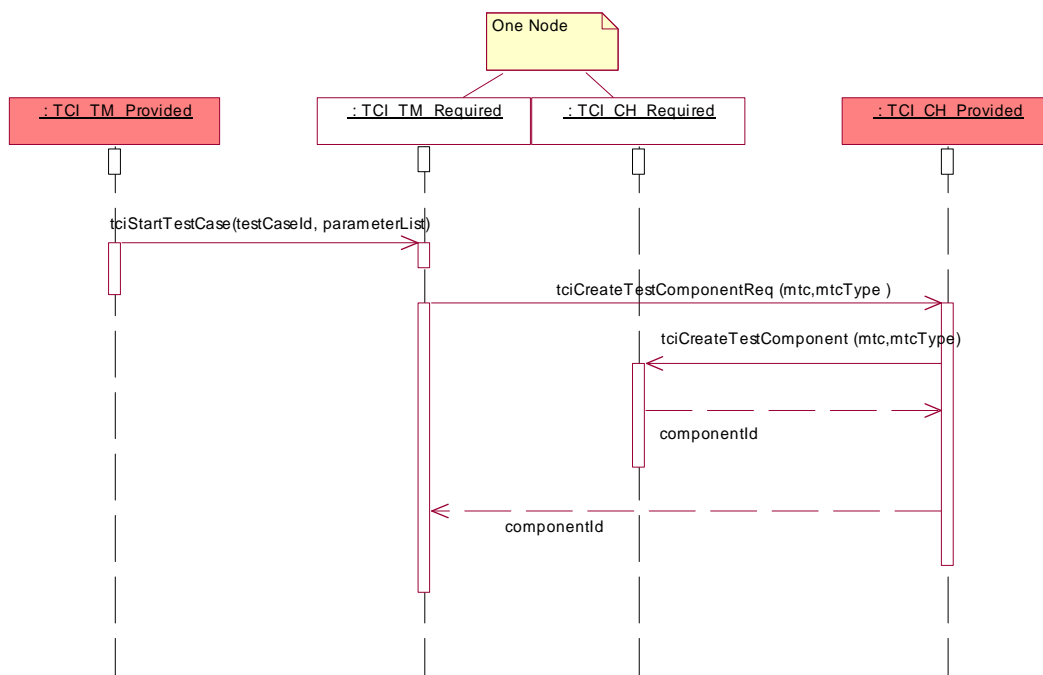 One Node
: TCI_TM_Provided
: TCI_TM_Required
: TCI_CH_Required
: TCI_CH_Provided
tciStartTestCase(testCaseId, parameterList)
tciCreateTestComponentReq (mtc,mtcType )
tciCreateTestComponent (mtc,mtcType)
componentId
componentId